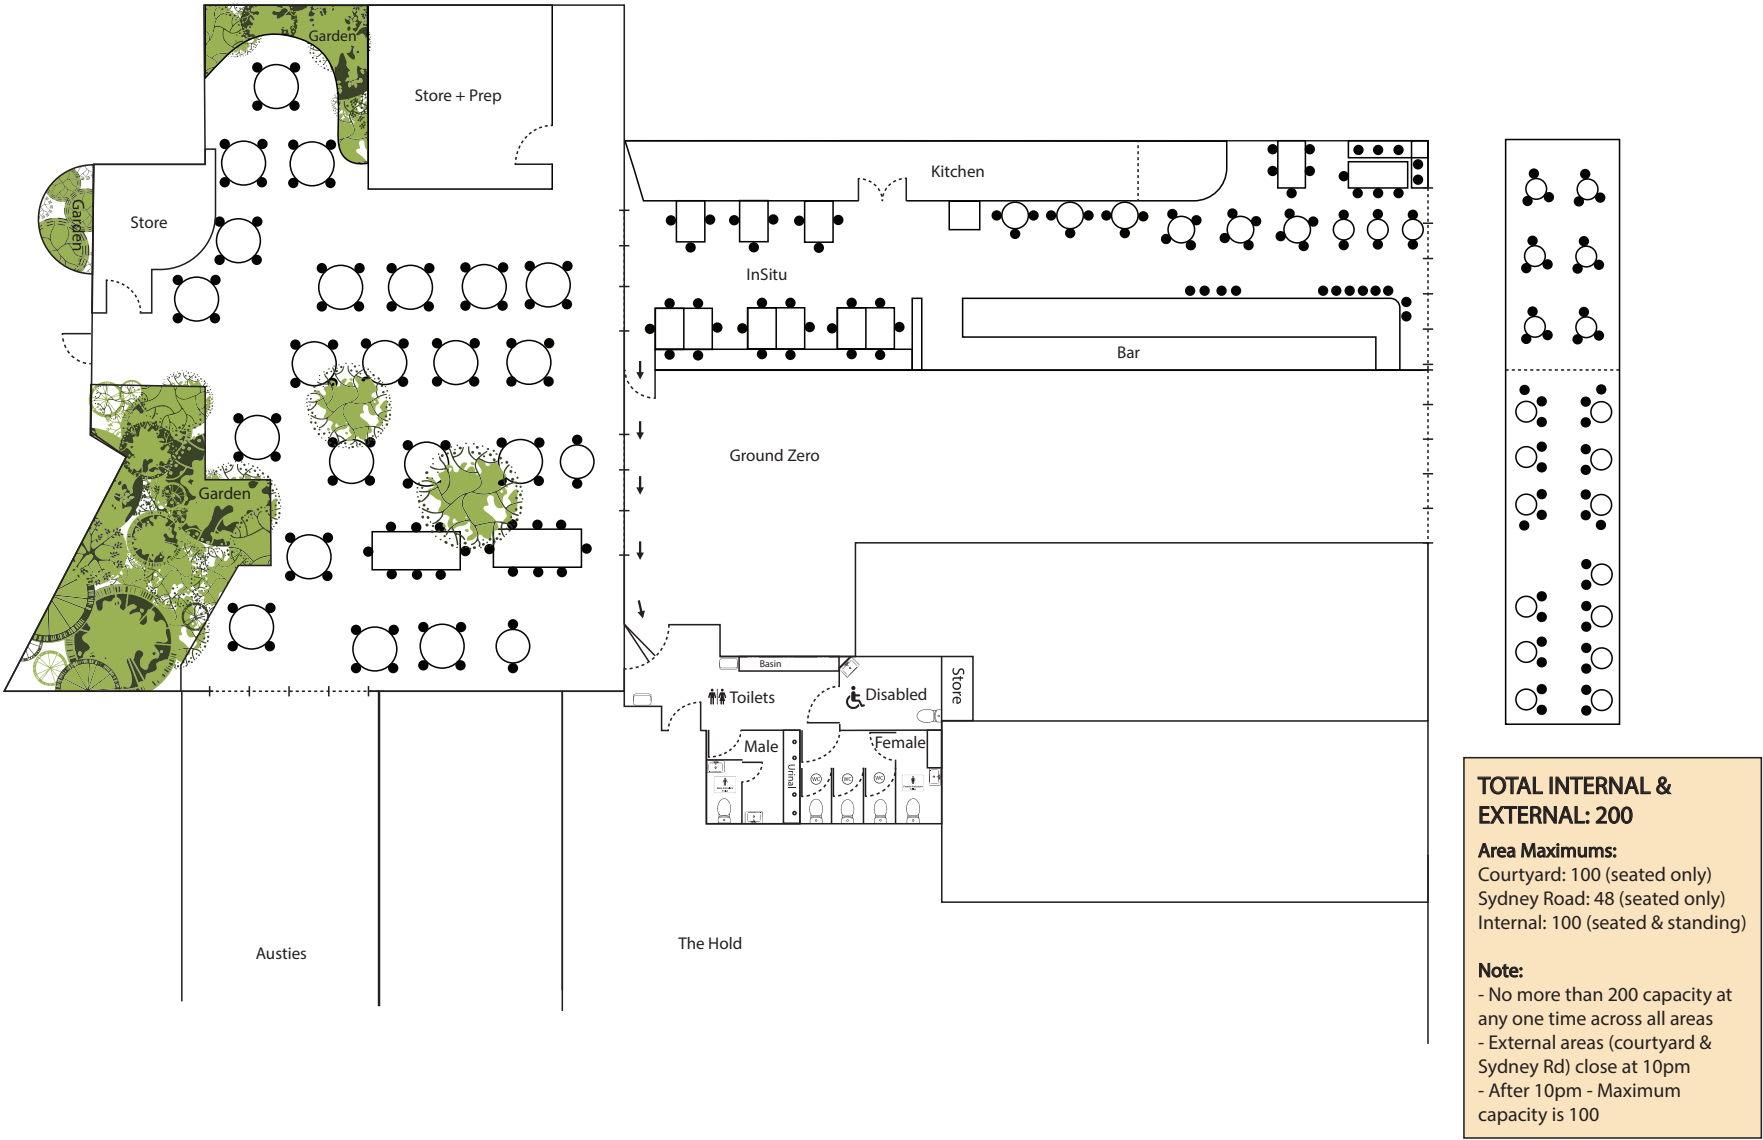 Garden
Store + Prep
Kitchen
Garden
Store
InSitu
Bar
Ground Zero
Garden
Basin
Toilets
Disabled
Store
Male
Urinal
Female
WC
WC
WC
Austies
The Hold
TOTAL INTERNAL &
EXTERNAL: 200
Area Maximums:
Courtyard: 100 (seated only)
Sydney Road: 48 (seated only)
Internal: 100 (seated & standing)
Note:
- No more than 200 capacity at
any one time across all areas
- External areas (courtyard &
Sydney Rd) close at 10pm
- After 10pm - Maximum
capacity is 100